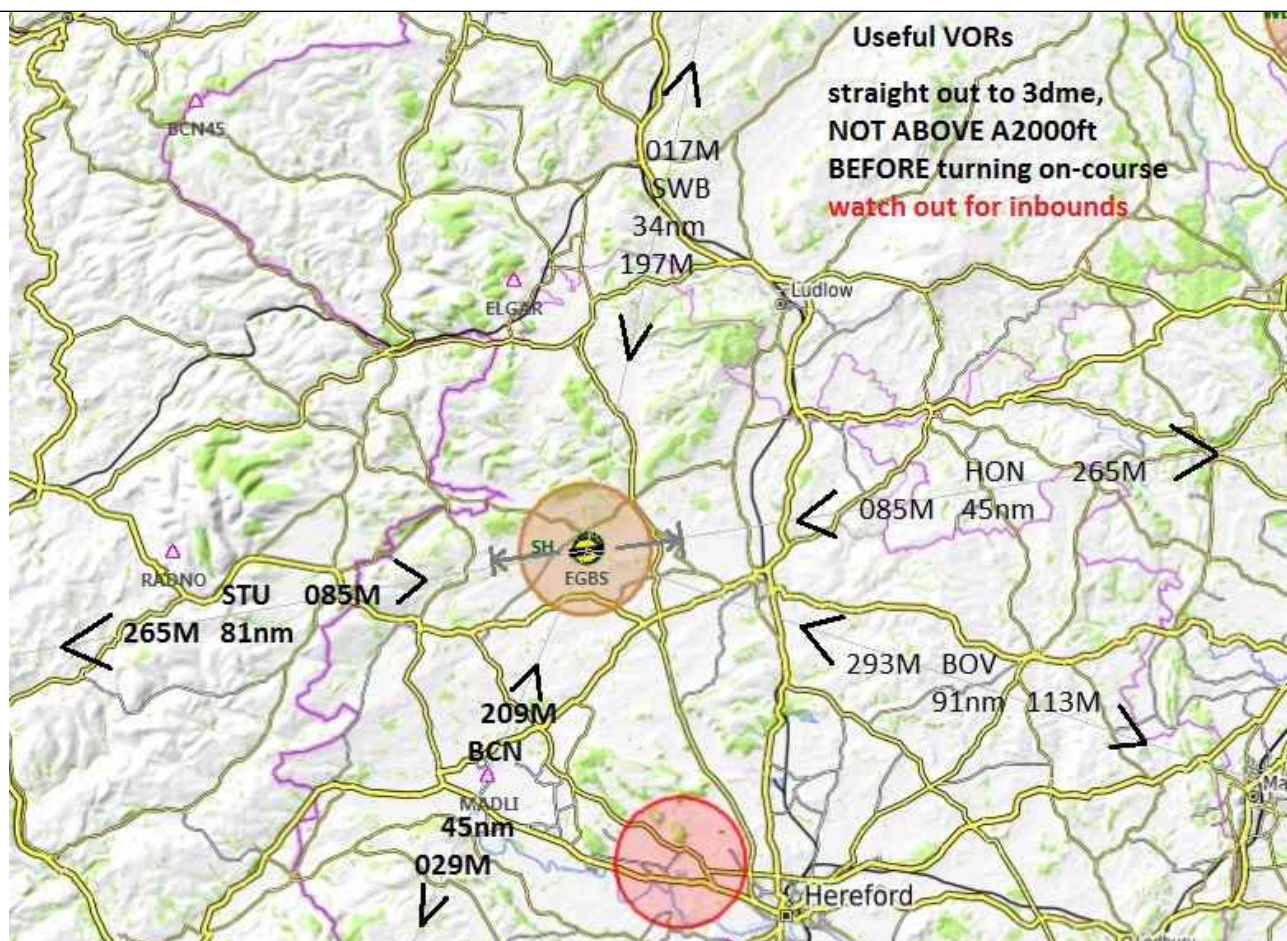 Useful VORs
straight out to 3dme,
NOT ABOVE A2000ft
BEFORE turning on-course
watch out for inbounds
BCN45
017M
SWB
34nm
197M
ELGAR
Ludlow
HON 265M
085M 45nm
SH
EGBS
RADNO
STU 085M
265M 81nm
293M BOV
91nm 113M
209M
BCN
MADLI
45nm
029M
Ma
Hereford